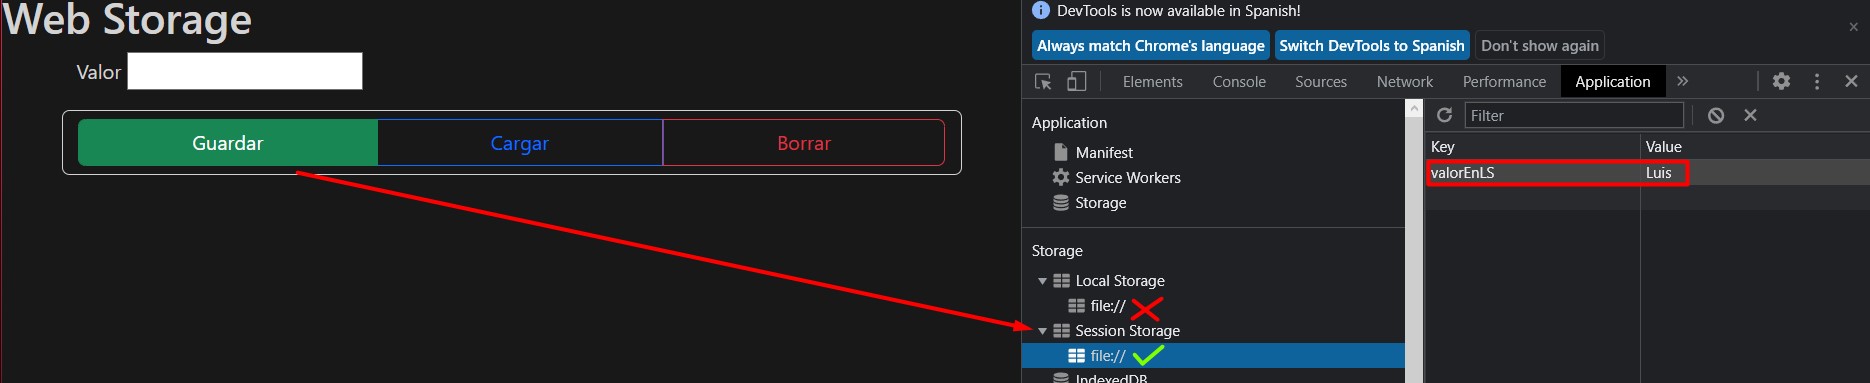 Web Storage
Valor
Guardar Cargar Borrar
DevTools is now available in Spanish!
Always match Chrome's language Switch DevTools to Spanish Don't show again
Elements Console Sources Network Performance Application
Application
Manifest
Service Workers
Storage
Storage
Local Storage
file://
Session Storage
file://
IndexedDB
Filter
Key Value
valorEnLS Luis